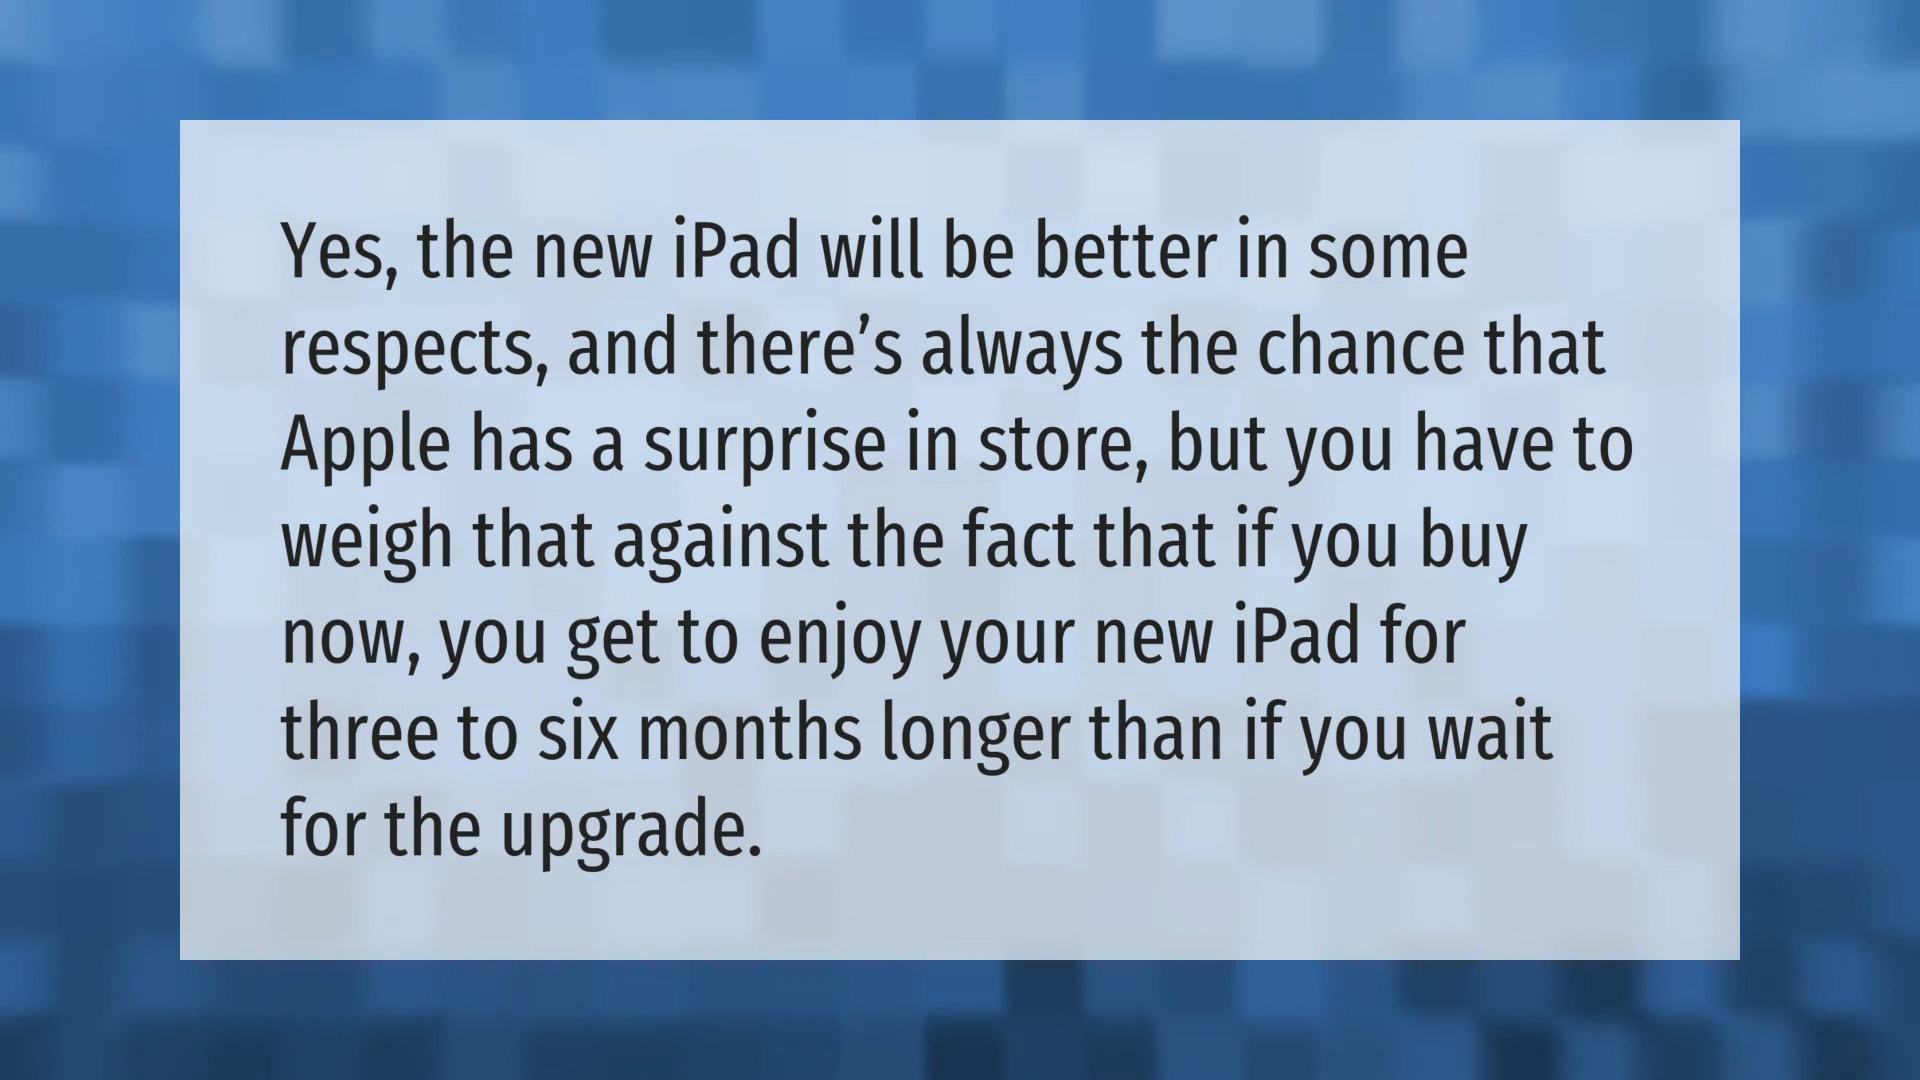 Yes, the new iPad will be better in some
respects, and there’s always the chance that
Apple has a surprise in store, but you have to
weigh that against the fact that if you buy
now, you get to enjoy your new iPad for
three to six months longer than if you wait
for the upgrade.